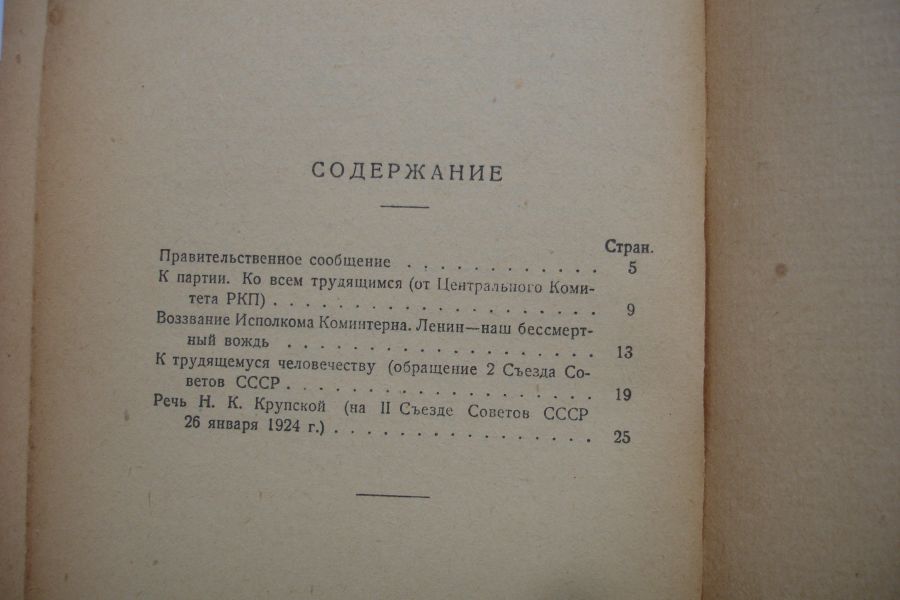 СОДЕРЖАНИЕ
Стран.
Правительственное сообщение . . . . . . . . . . . . 5
К партии. Ко всем трудящимся (от Центрального Коми-
тета РКП) . . . . . . . . . . . . . . . . . . . . 9
Воззвание Исполкома Коминтерна. Ленин—наш бессмерт-
ный вождь . . . . . . . . . . . . . . . . . . . . 13
К трудящемуся человечеству (обращение 2 Съезда Со-
ветов СССР . . . . . . . . . . . . . . . . . . . 19
Речь Н. К. Крупской (на II Съезде Советов СССР
26 января 1924 г.) . . . . . . . . . . . . . . . . 25